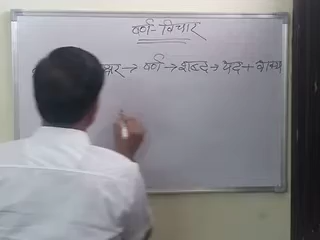 वर्ण-विचार
वर्ण → शब्द → पद → वाक्य